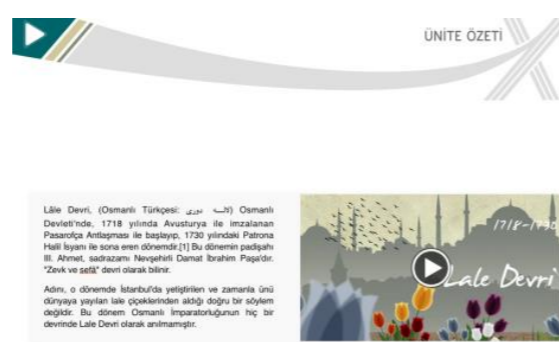 ÜNİTE ÖZETİ
Lâle Devri, (Osmanlı Türkçesi: لاله دورى) Osmanlı
Devleti'nde, 1718 yılında Avusturya ile imzalanan
Pasarofça Antlaşması ile başlayıp, 1730 yılındaki Patrona
Halil İsyanı ile sona eren dönemdir.[1] Bu dönemin padişahı
III. Ahmet, sadrazamı Nevşehirli Damat İbrahim Paşa'dır.
"Zevk ve sefâ" devri olarak bilinir.
Adını, o dönemde İstanbul'da yetiştirilen ve zamanla ünü
dünyaya yayılan lale çiçeklerinden aldığı doğru bir söylem
değildir. Bu dönem Osmanlı İmparatorluğunun hiç bir
devrinde Lale Devri olarak anılmamıştır.
1718-1730
Lale Devri